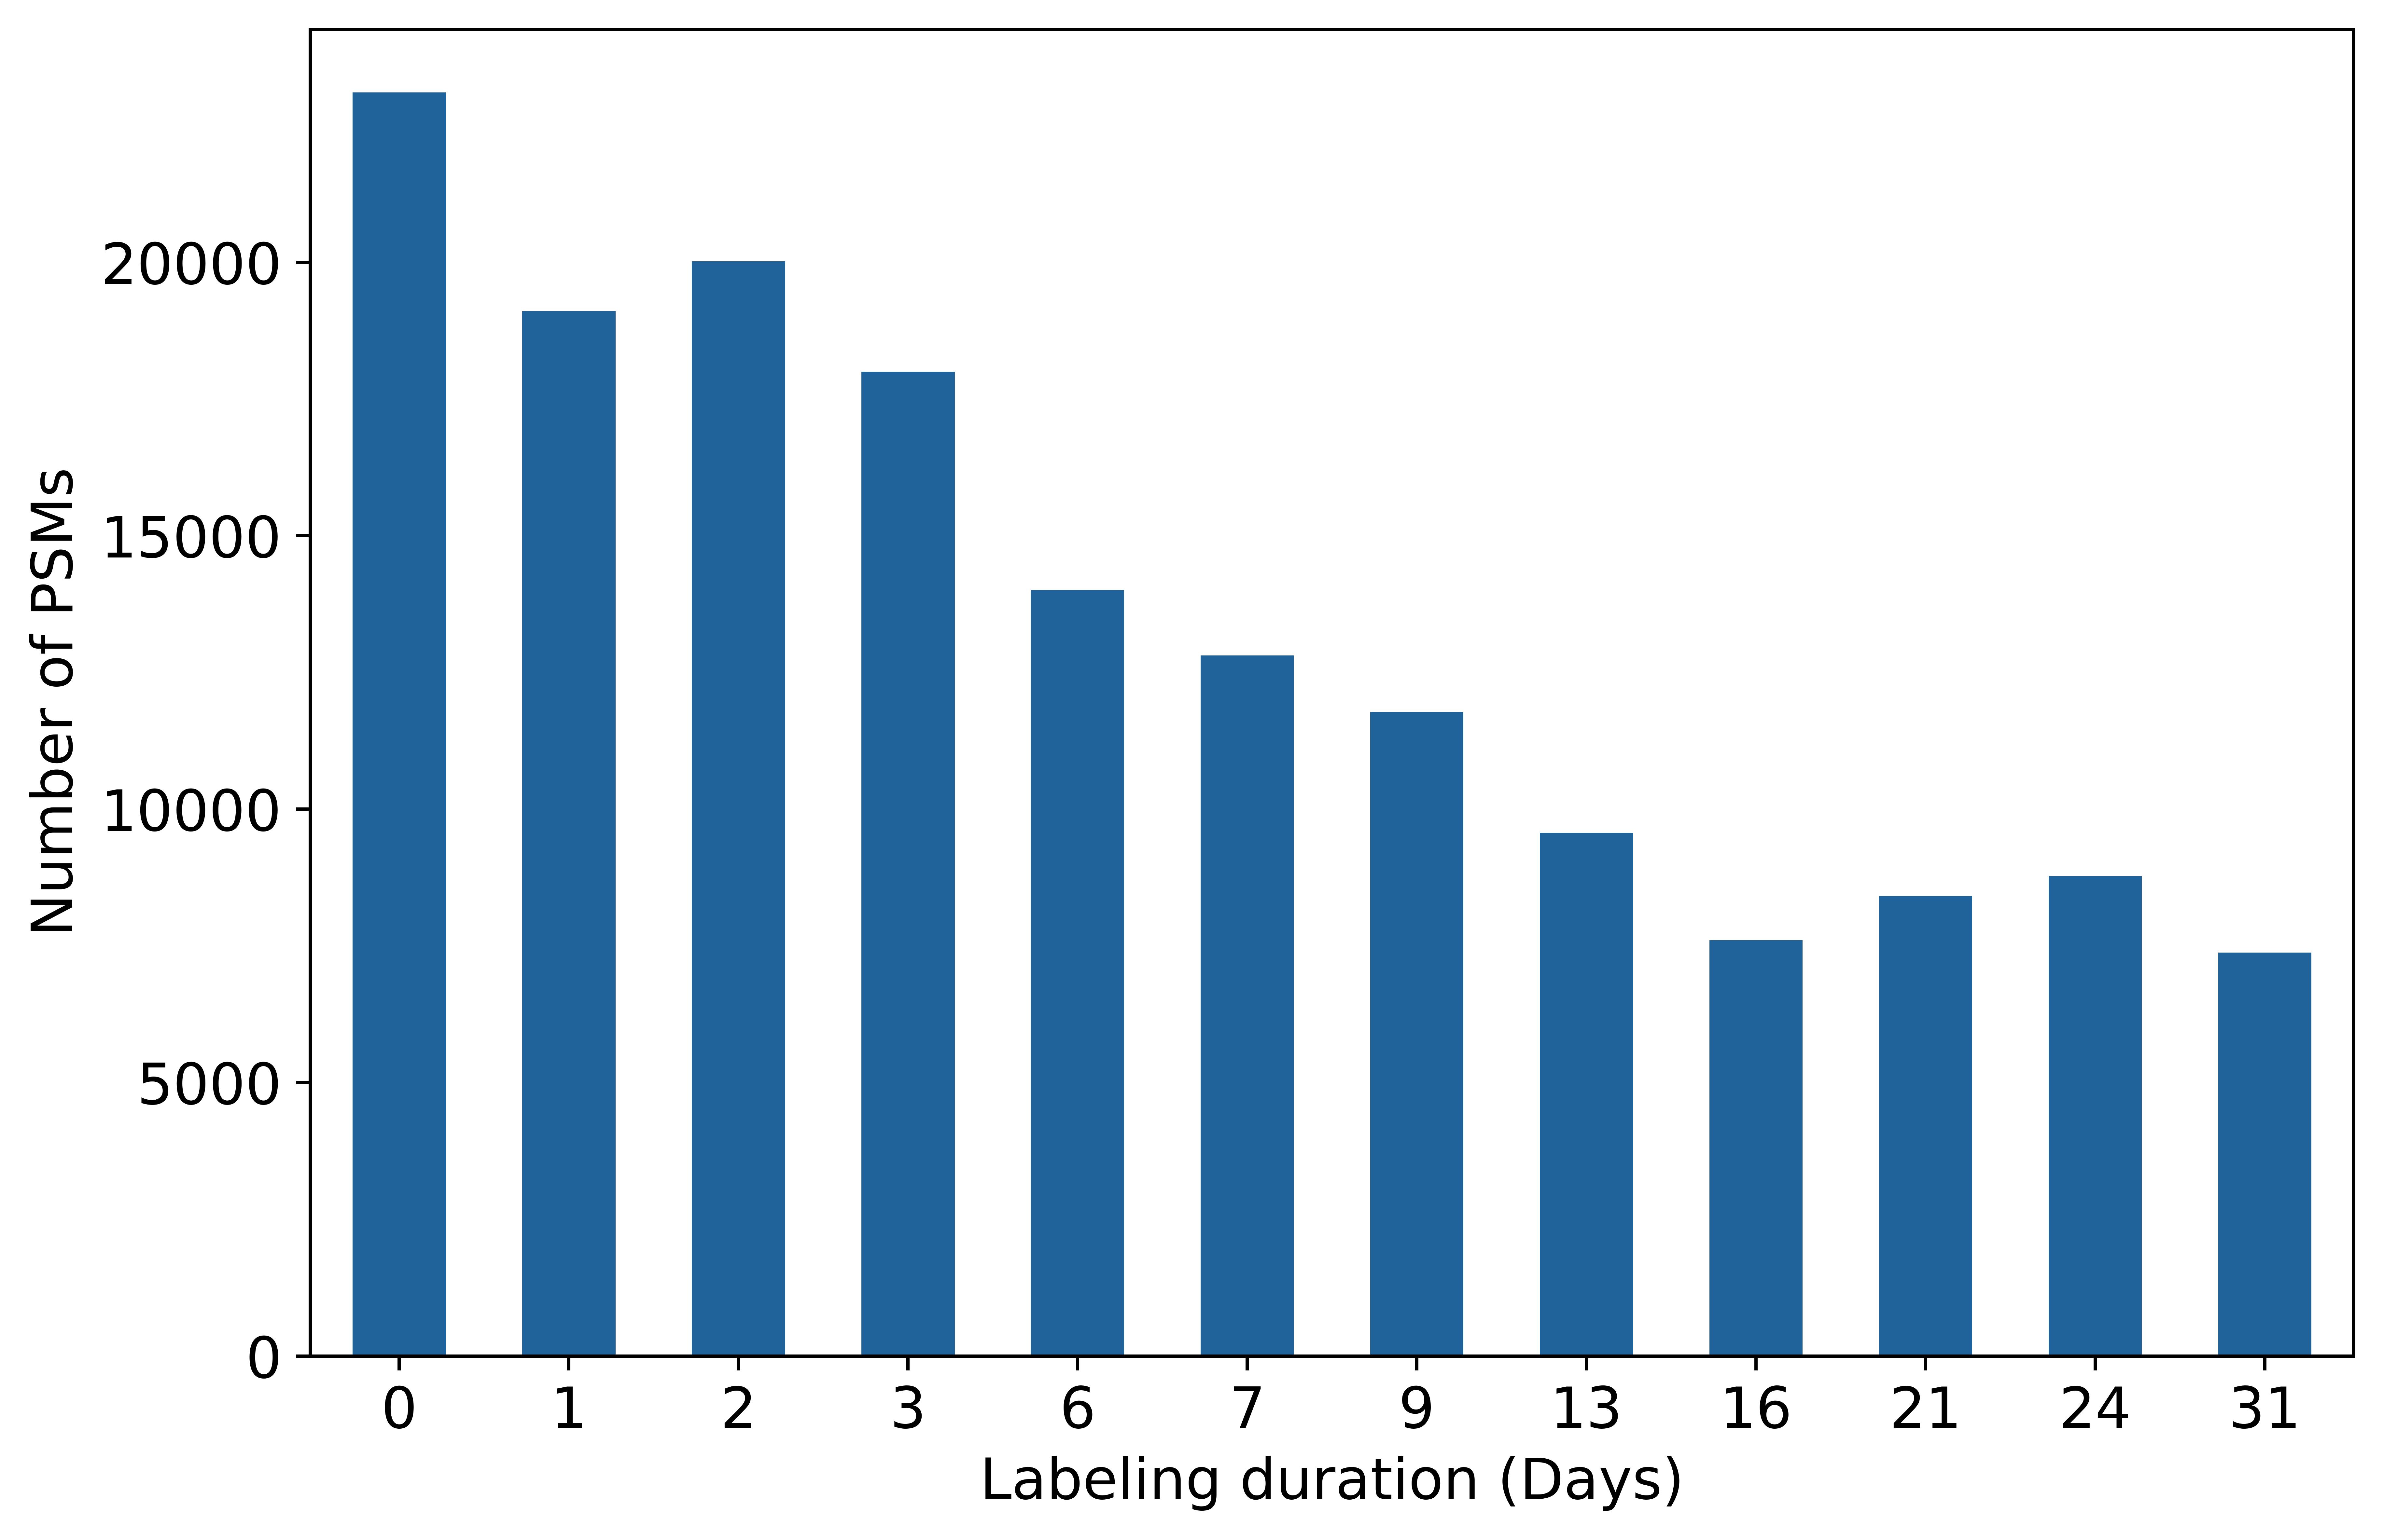 Number of PSMs
20000
15000
10000
5000
0
0 1 2 3 6 7 9 13 16 21 24 31
Labeling duration (Days)